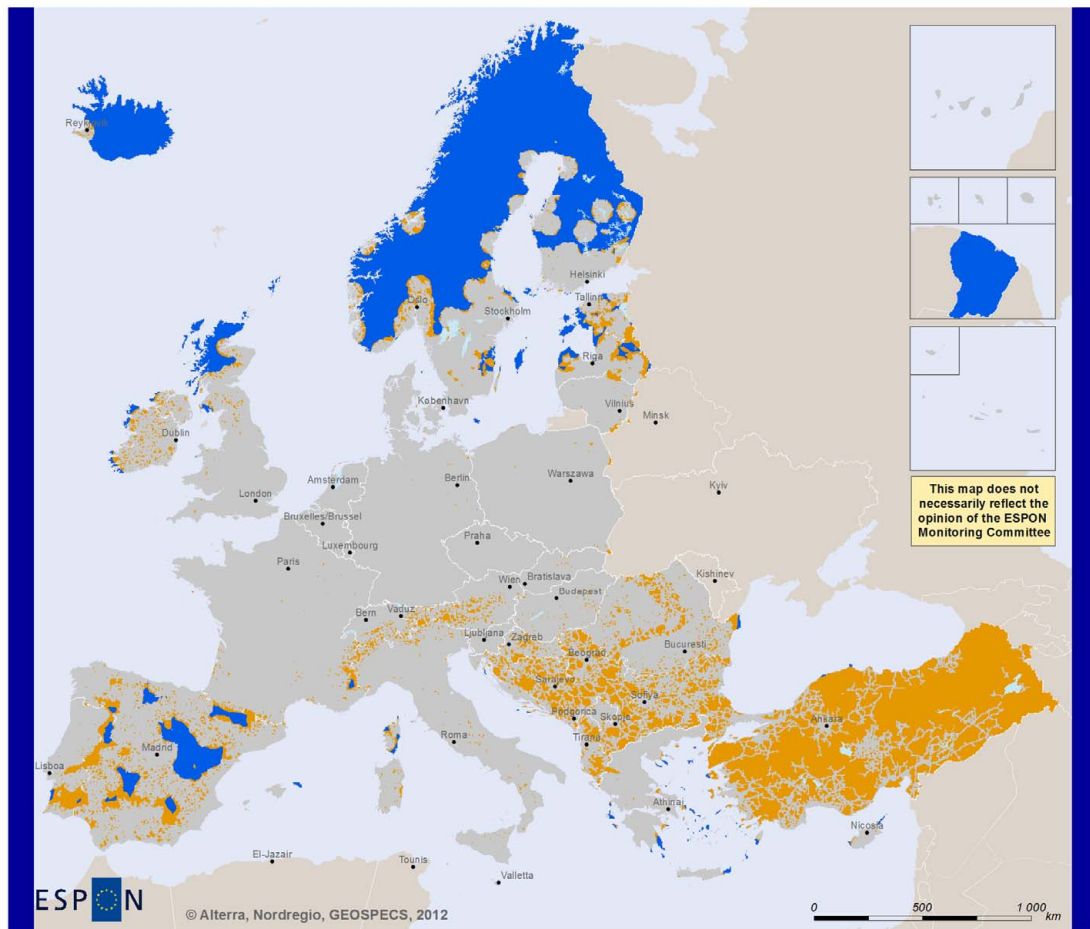 Reykjavik
Oslo
Helsinki
Tallinn
Stockholm
Riga
København
Vilnius
Minsk
Dublin
Amsterdam
Berlin
Warszawa
London
Kyiv
Bruxelles/Brussel
Praha
Luxembourg
Paris
Kishinev
Wien
Bratislava
Budapest
Bern
Vaduz
Ljubljana
Zagreb
Beograd
Bucuresti
Sarajevo
Sofiya
Podgorica
Skopje
Ankara
Roma
Tirana
Madrid
Lisboa
Athinai
Nicosia
El-Jazair
Tounis
Valletta
This map does not
necessarily reflect the
opinion of the ESPON
Monitoring Committee
ESPON
© Alterra, Nordregio, GEOSPECS, 2012
0 500 1 000
km